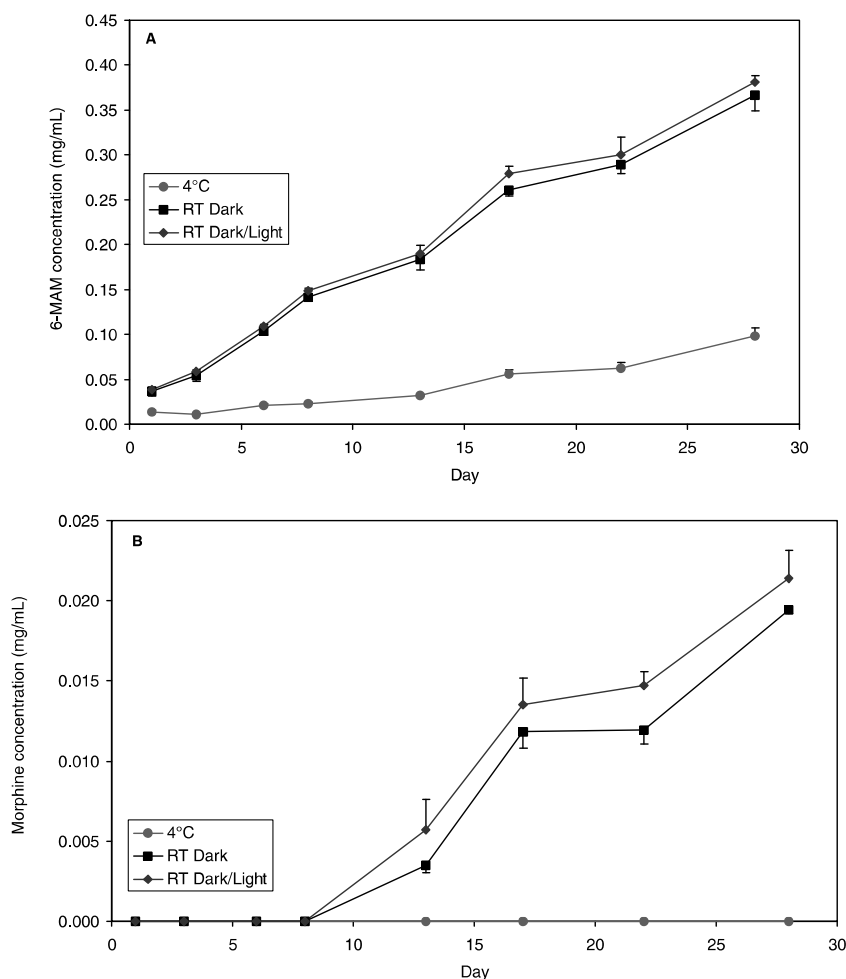 A
0.45
0.40
0.35
0.30
0.25
0.20
0.15
0.10
0.05
0.00
6-MAM concentration (mg/mL)
4°C
RT Dark
RT Dark/Light
0 5 10 15 20 25 30
Day
B
0.025
0.020
0.015
0.010
0.005
0.000
Morphine concentration (mg/mL)
4°C
RT Dark
RT Dark/Light
0 5 10 15 20 25 30
Day